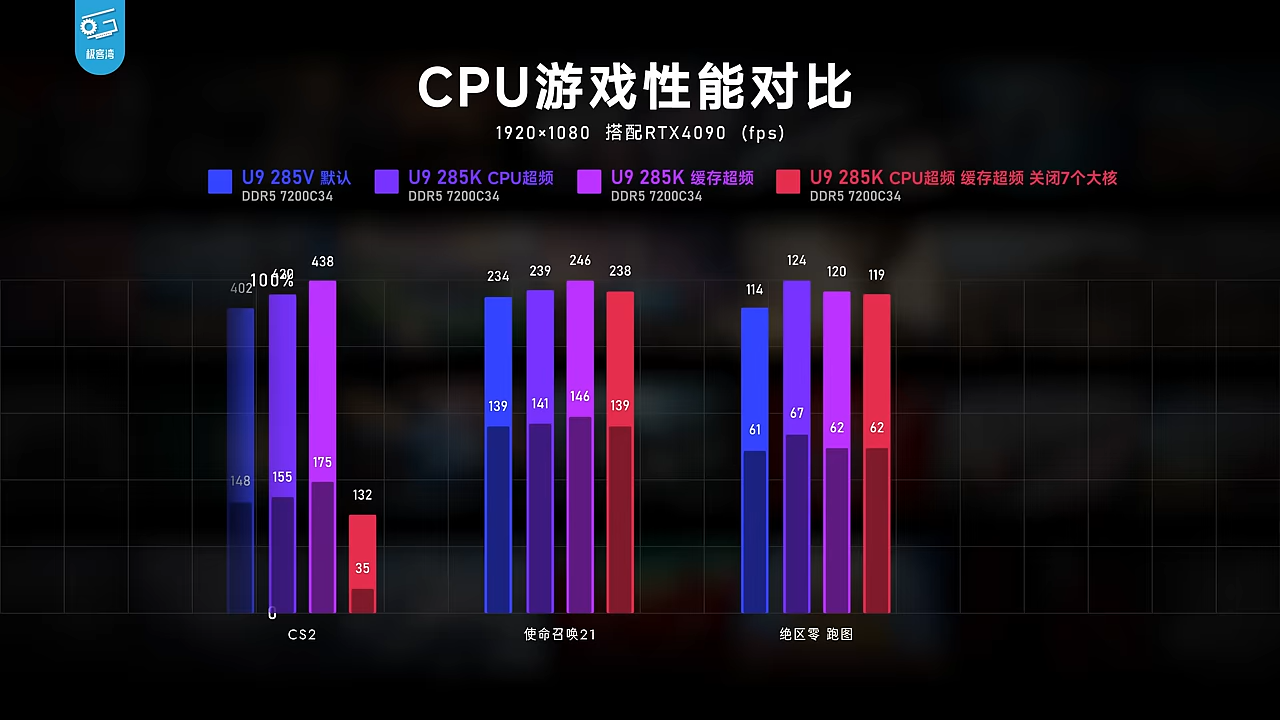 极客湾
CPU游戏性能对比
1920×1080 搭配RTX4090 (fps)
U9 285V 默认
DDR5 7200C34
U9 285K CPU超频
DDR5 7200C34
U9 285K 缓存超频
DDR5 7200C34
U9 285K CPU超频 缓存超频 关闭7个大核
DDR5 7200C34
100%
402
420
438
132
148
155
175
35
234
239
246
238
139
141
146
139
114
124
120
119
61
67
62
62
0
CS2
使命召唤21
绝区零 跑图